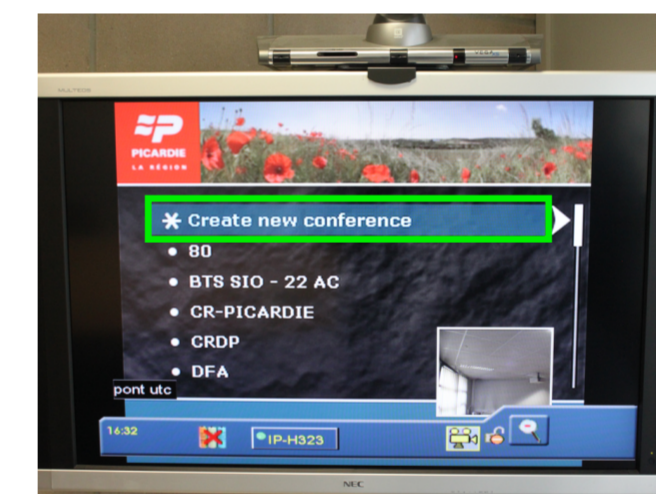 MULTEOS
PICARDIE
LA RÉGION
Create new conference
80
BTS SIO - 22 AC
CR-PICARDIE
CRDP
DFA
pont utc
16:32
IP-H323
NEC